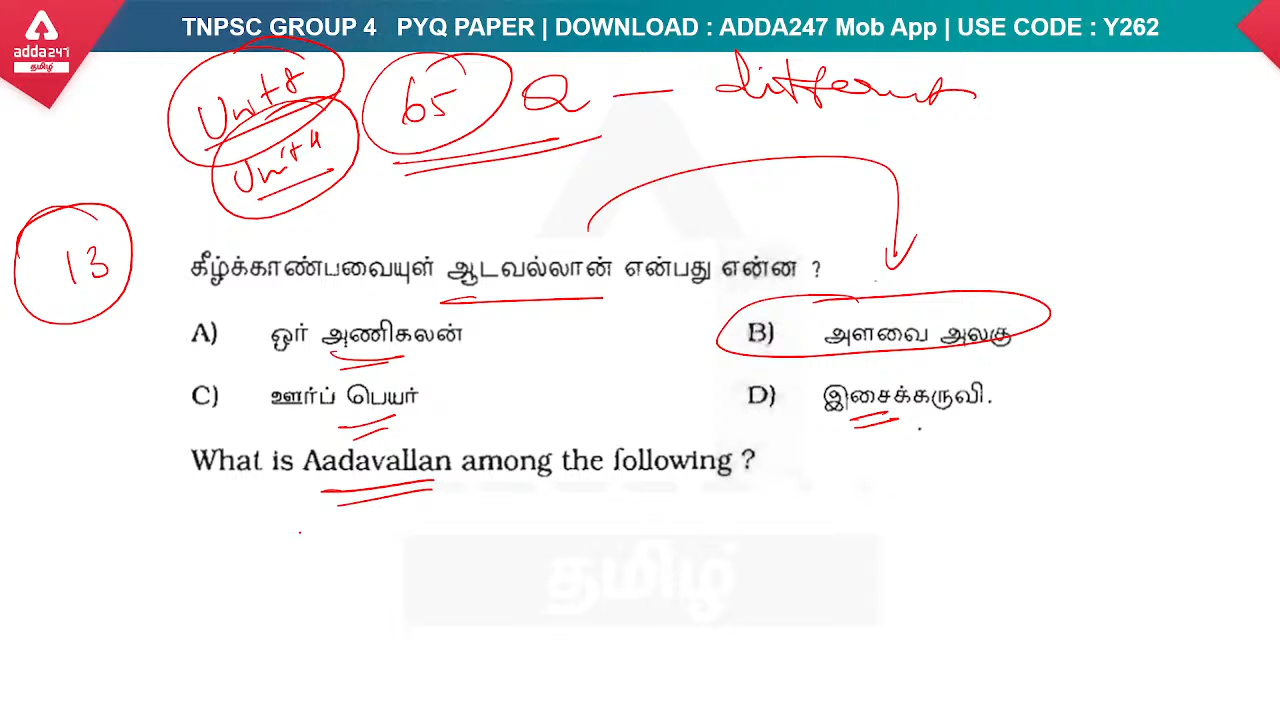 TNPSC GROUP 4 PYQ PAPER | DOWNLOAD : ADDA247 Mob App | USE CODE : Y262
adda247
தமிழ்
Unit 8 65 Q — different
Unit 4
13
கீழ்க்காண்பவையுள் ஆடவல்லான் என்பது என்ன ?
A) ஓர் அணிகலன் B) அளவை அலகு
C) ஊர்ப் பெயர் D) இசைக்கருவி.
What is Aadavallan among the following ?
தமிழ்